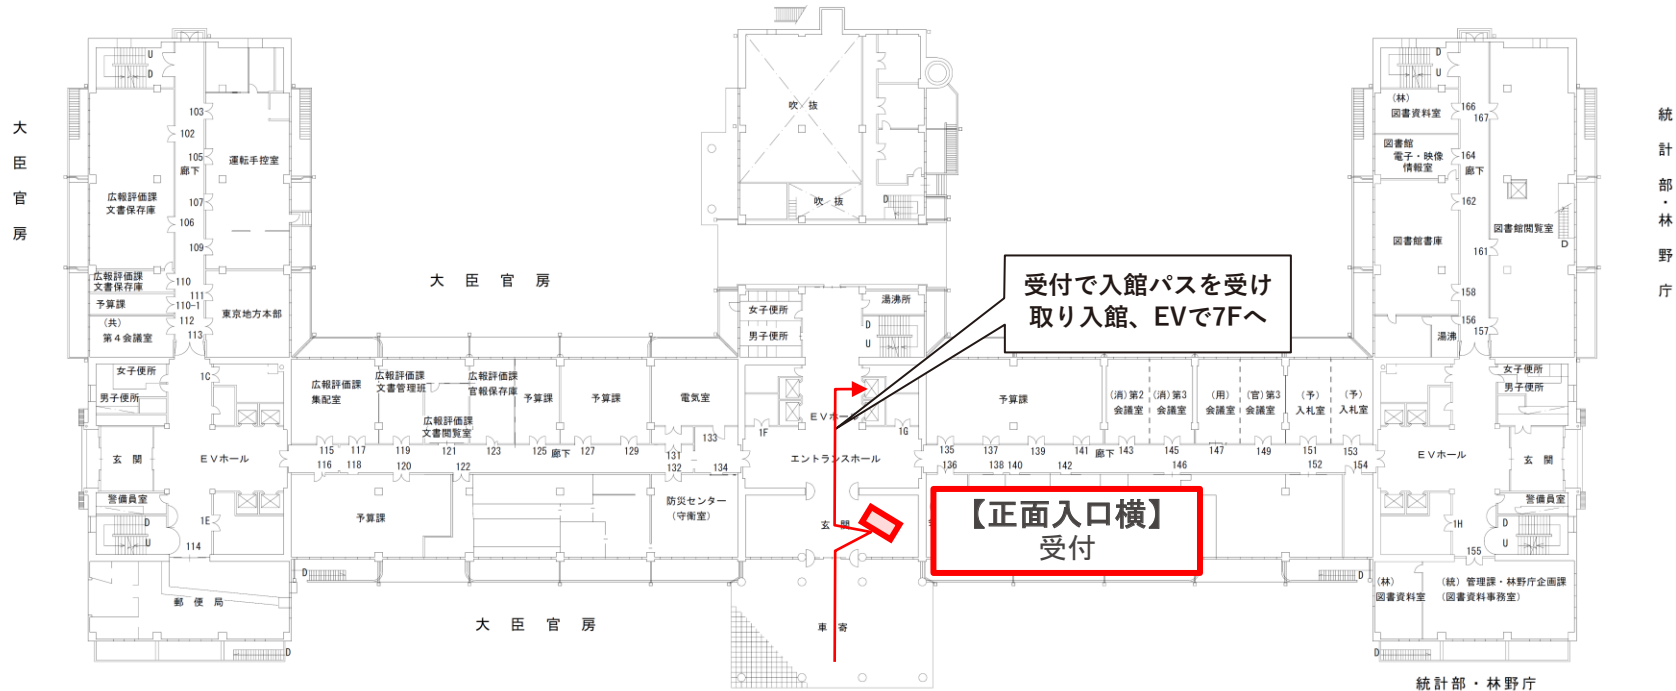 大臣官房
統計部・林野庁
大臣官房
大臣官房
統計部・林野庁
U
D
103
102
105
廊下
運転手控室
広報評価課
文書保存庫
107
106
109
広報評価課
文書保存庫
110
111
予算課
110-1
(共)
第4会議室
112
113
東京地方本部
女子便所
男子便所
1C
玄関
EVホール
警備員室
D
U
1E
114
郵便局
D
D
広報評価課
集配室
広報評価課
文書管理班
広報評価課
官報保存庫
広報評価課
文書閲覧室
予算課
予算課
電気室
133
115
117
119
121
123
125
廊下
127
129
131
116
118
120
122
132
134
予算課
防災センター
(守衛室)
吹抜
吹抜
D
女子便所
男子便所
湯沸所
D
U
EVホール
1F
1G
エントランスホール
玄関
車寄
受付で入館パスを受け
取り入館、EVで7Fへ
【正面入口横】
受付
予算課
(消)第2
会議室
(消)第3
会議室
(用)
会議室
(官)第3
会議室
(予)
入札室
(予)
入札室
135
137
139
141
廊下
143
145
147
149
151
153
136
138
140
142
146
152
154
D
D
U
(林)
図書資料室
166
167
図書館
電子・映像
情報室
164
廊下
162
図書館書庫
図書館閲覧室
D
161
158
156
157
湯沸
女子便所
男子便所
EVホール
玄関
警備員室
1H
D
U
155
(林)
図書資料室
(統)管理課・林野庁企画課
(図書資料事務室)
D